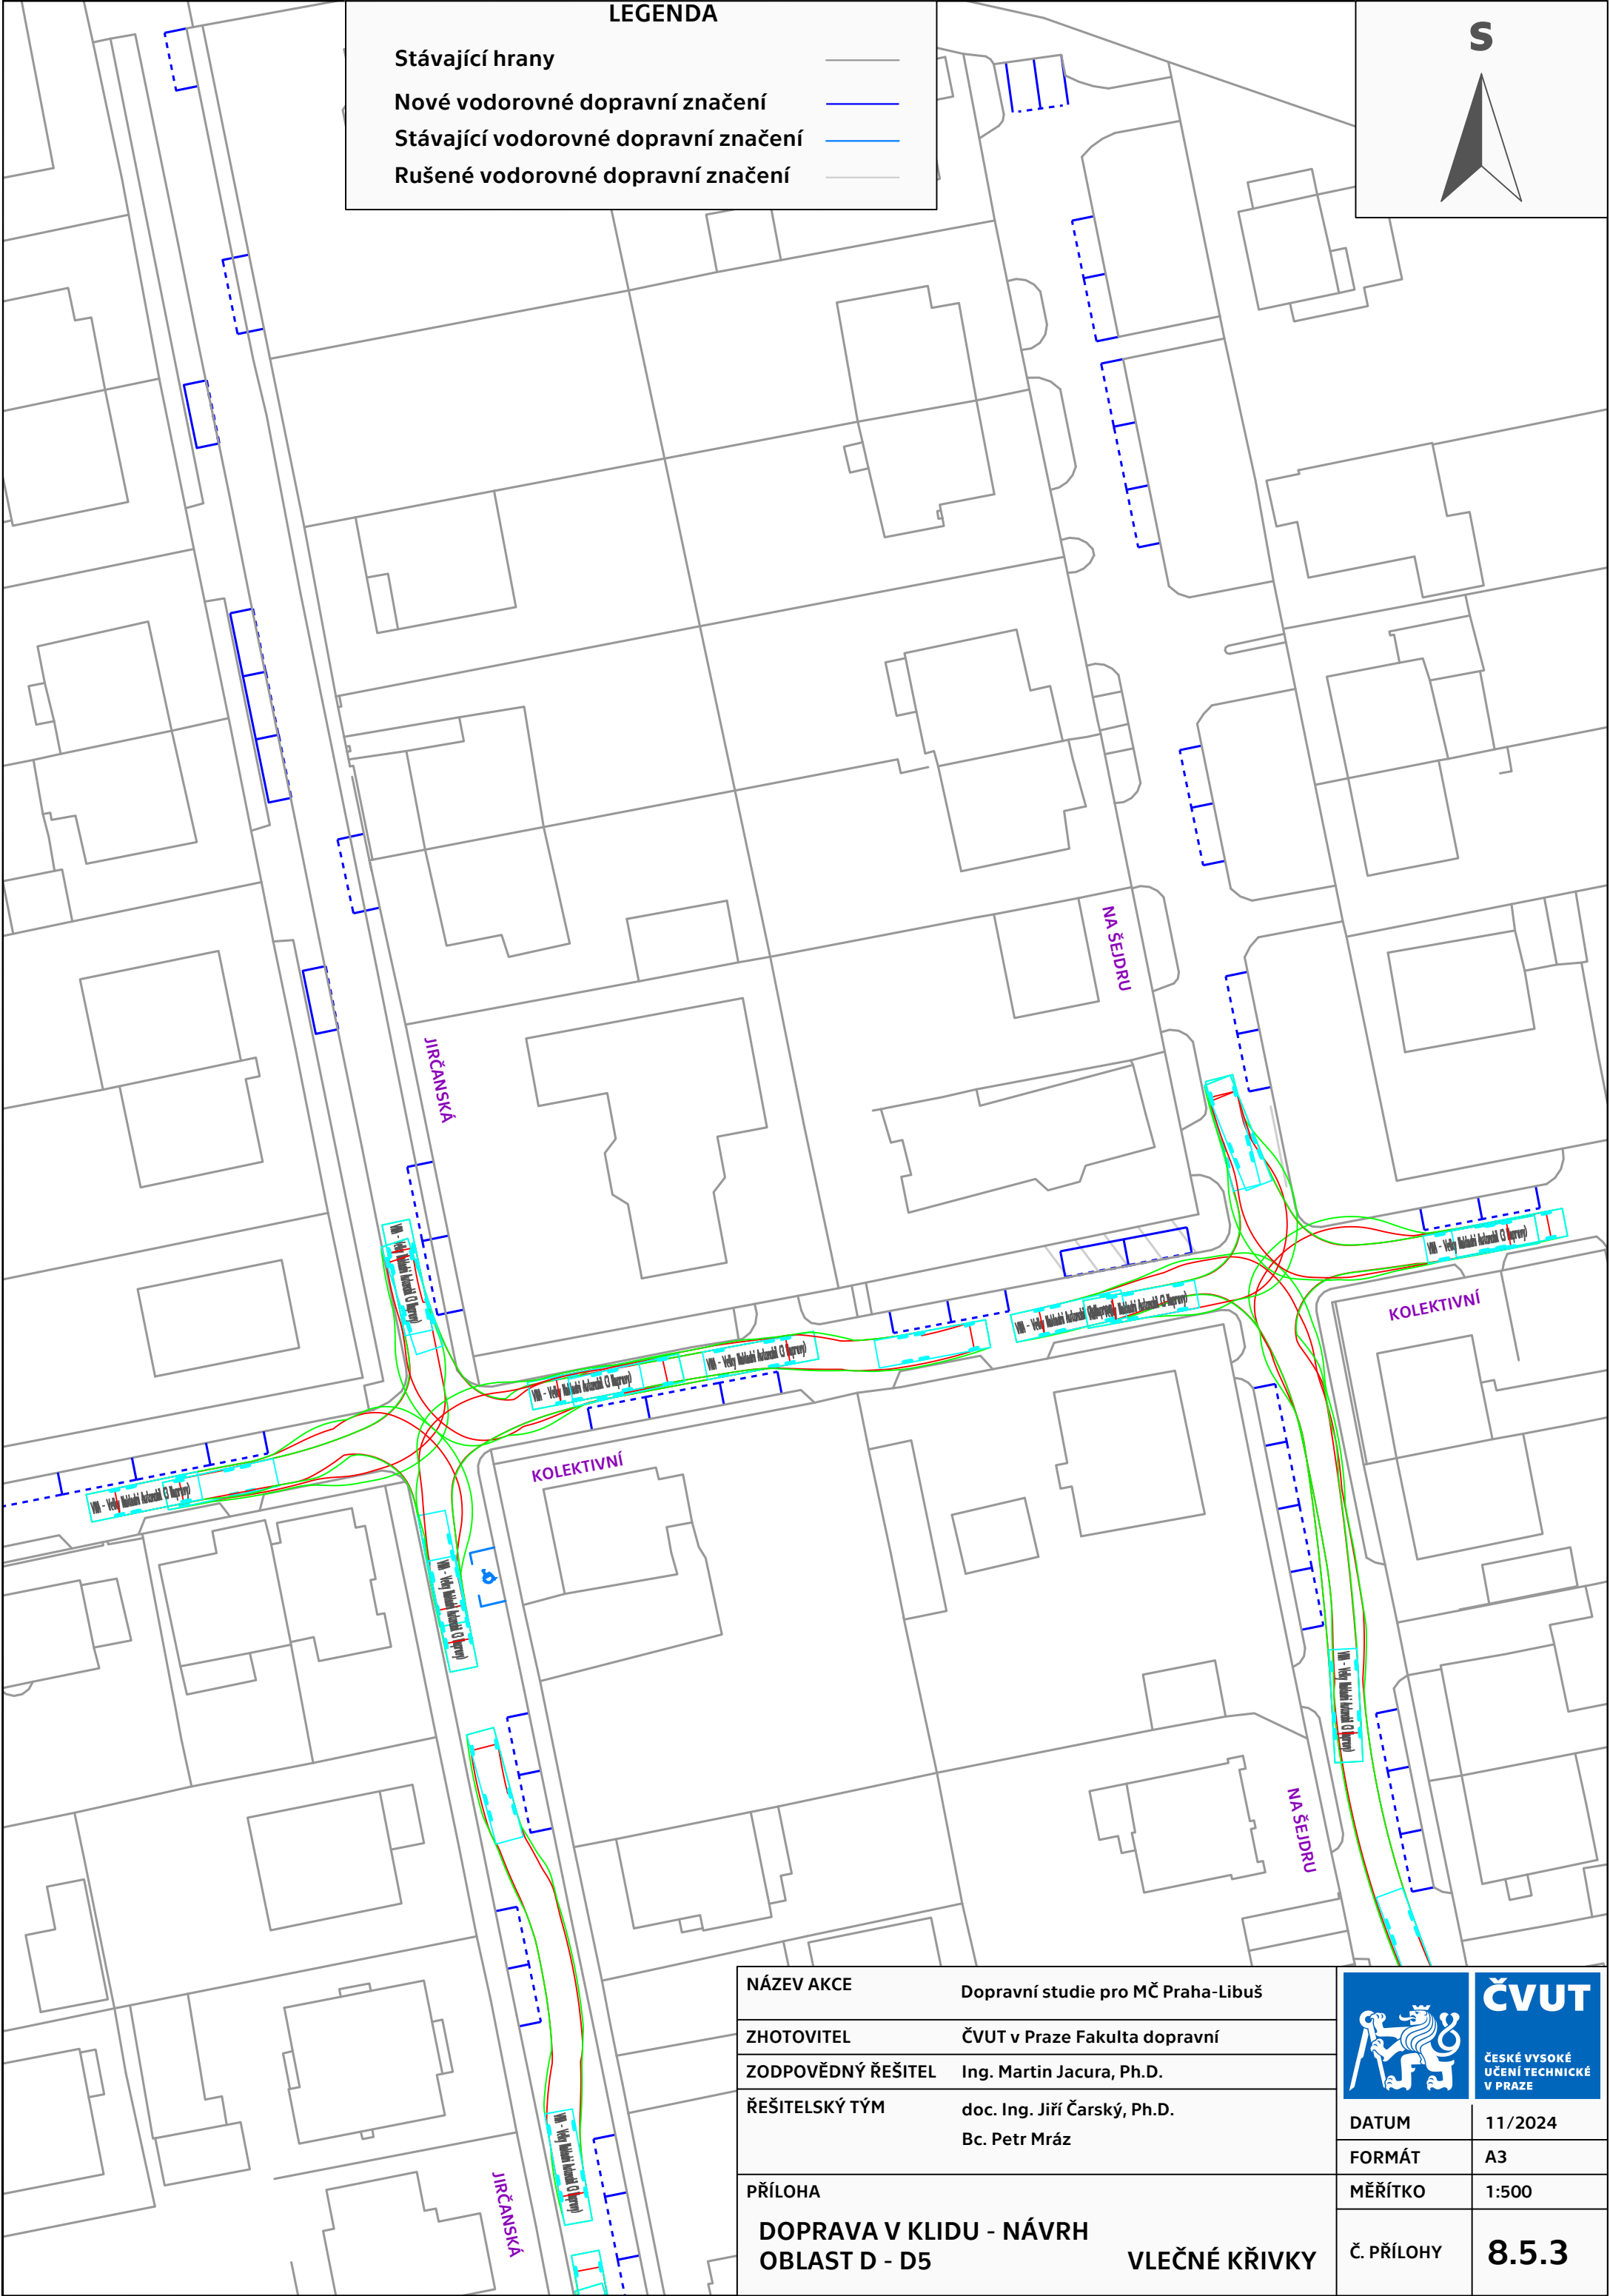 LEGENDA
Stávající hrany
Nové vodorovné dopravní značení
Stávající vodorovné dopravní značení
Rušené vodorovné dopravní značení
S
NA ŠEJDRU
JIRČANSKÁ
KOLEKTIVNÍ
KOLEKTIVNÍ
NA ŠEJDRU
JIRČANSKÁ
NÁZEV AKCE Dopravní studie pro MČ Praha-Libuš
ZHOTOVITEL ČVUT v Praze Fakulta dopravní
ZODPOVĚDNÝ ŘEŠITEL Ing. Martin Jacura, Ph.D.
ŘEŠITELSKÝ TÝM doc. Ing. Jiří Čarský, Ph.D.
Bc. Petr Mráz
PŘÍLOHA
DOPRAVA V KLIDU - NÁVRH
OBLAST D - D5 VLEČNÉ KŘIVKY
ČVUT
ČESKÉ VYSOKÉ
UČENÍ TECHNICKÉ
V PRAZE
DATUM 11/2024
FORMÁT A3
MĚŘÍTKO 1:500
Č. PŘÍLOHY 8.5.3